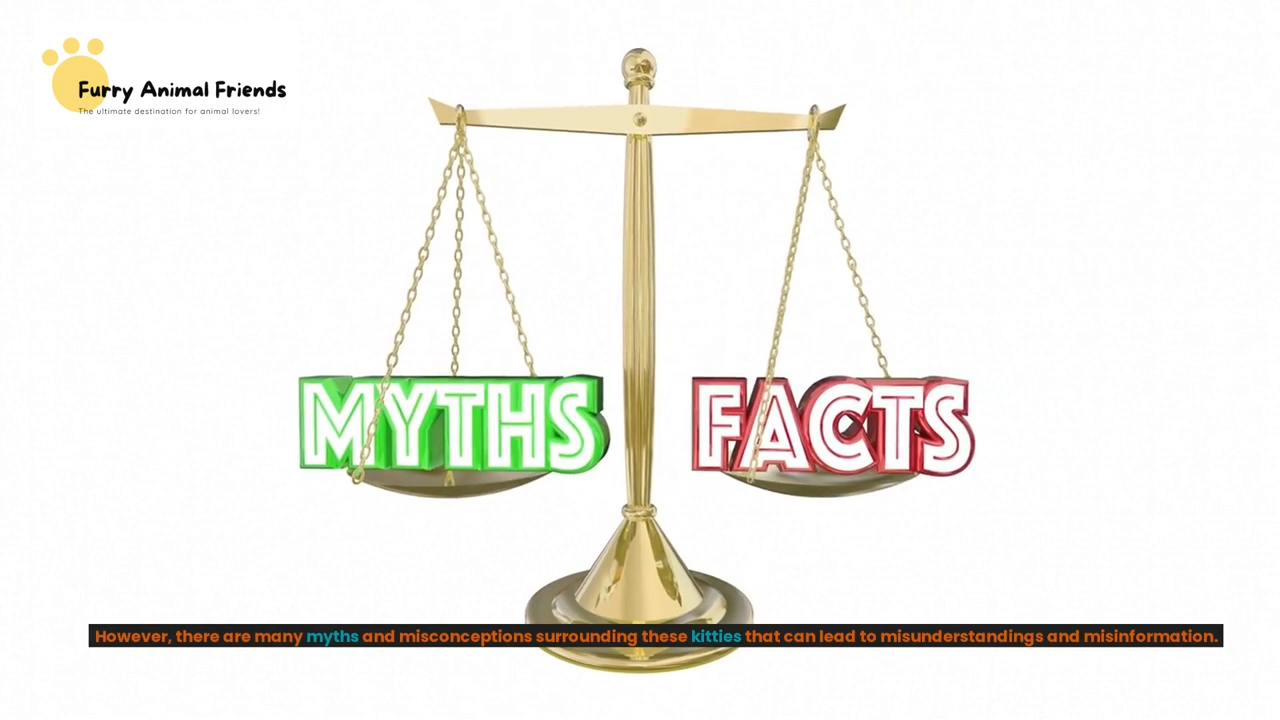 Furry Animal Friends
The ultimate destination for animal lovers!
MYTHS
FACTS
However, there are many myths and misconceptions surrounding these kitties that can lead to misunderstandings and misinformation.